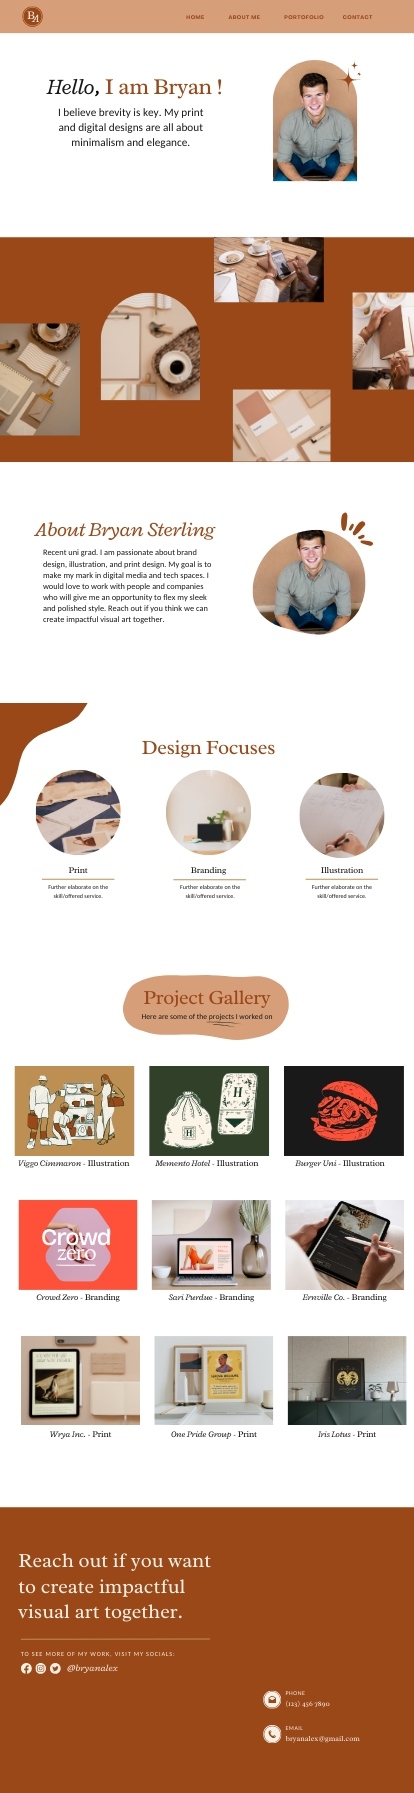 BA
HOME ABOUT ME PORTOFOLIO CONTACT
Hello, I am Bryan !
I believe brevity is key. My print
and digital designs are all about
minimalism and elegance.
About Bryan Sterling
Recent uni grad. I am passionate about brand
design, illustration, and print design. My goal is to
make my mark in digital media and tech spaces. I
would love to work with people and companies
who will give me an opportunity to flex my sleek
and polished style. Reach out if you think we can
create impactful visual art together.
Design Focuses
Print
Further elaborate on the
skill/offered service.
Branding
Further elaborate on the
skill/offered service.
Illustration
Further elaborate on the
skill/offered service.
Project Gallery
Here are some of the projects I worked on
H
H
Viggo Cimmaron - Illustration
Memento Hotel - Illustration
Burger Uni - Illustration
Crowd
zero
Crowd Zero - Branding
Sari Purdue - Branding
Ernville Co. - Branding
Wrya Inc. - Print
One Pride Group - Print
Iris Lotus - Print
Reach out if you want
to create impactful
visual art together.
TO SEE MORE OF MY WORK, VISIT MY SOCIALS:
@bryanalex
PHONE
(123) 456 7890
EMAIL
bryanalex@gmail.com